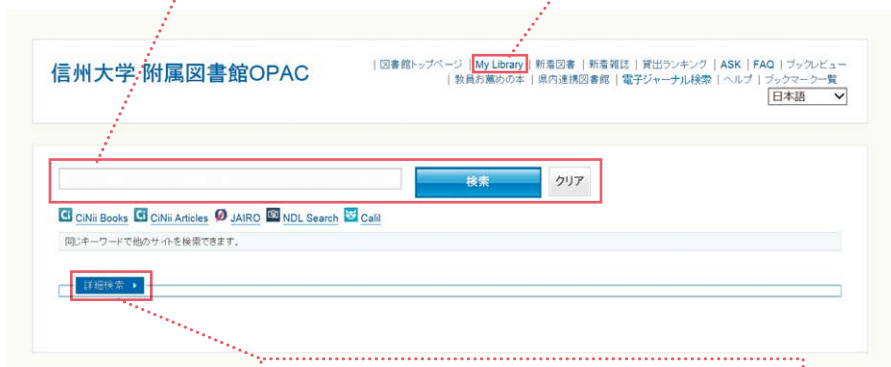 信州大学 附属図書館OPAC
| 図書館トップページ | My Library | 新着図書 | 新着雑誌 | 貸出ランキング | ASK | FAQ | ブックレビュー
| 教員お薦めの本 | 県内連携図書館 | 電子ジャーナル検索 | ヘルプ | ブックマーク一覧
日本語
検索 クリア
CiNii Books CiNii Articles JAIRO NDL Search Calil
同じキーワードで他のサイトを検索できます。
詳細検索